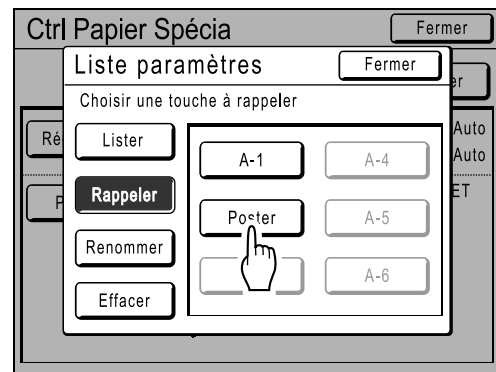 Ctrl Papier Spécia
Fermer
Liste paramètres
Fermer
Choisir une touche à rappeler
Lister
Rappeler
Renommer
Effacer
A-1
A-4
Poster
A-5
A-6
Auto
Auto